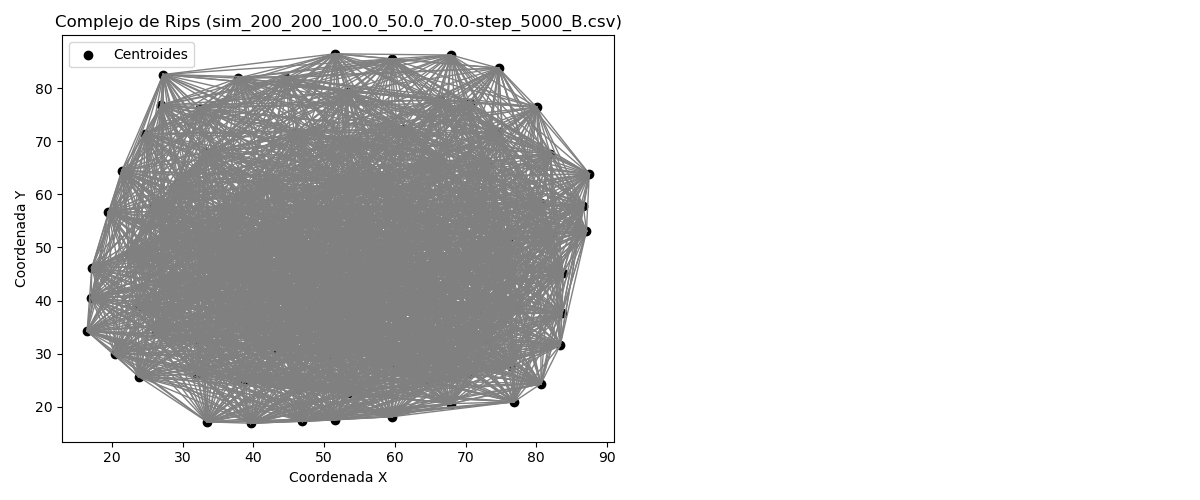 Complejo de Rips (sim_200_200_100.0_50.0_70.0-step_5000_B.csv)
Centroides
Coordenada Y
80
70
60
50
40
30
20
20 30 40 50 60 70 80 90
Coordenada X